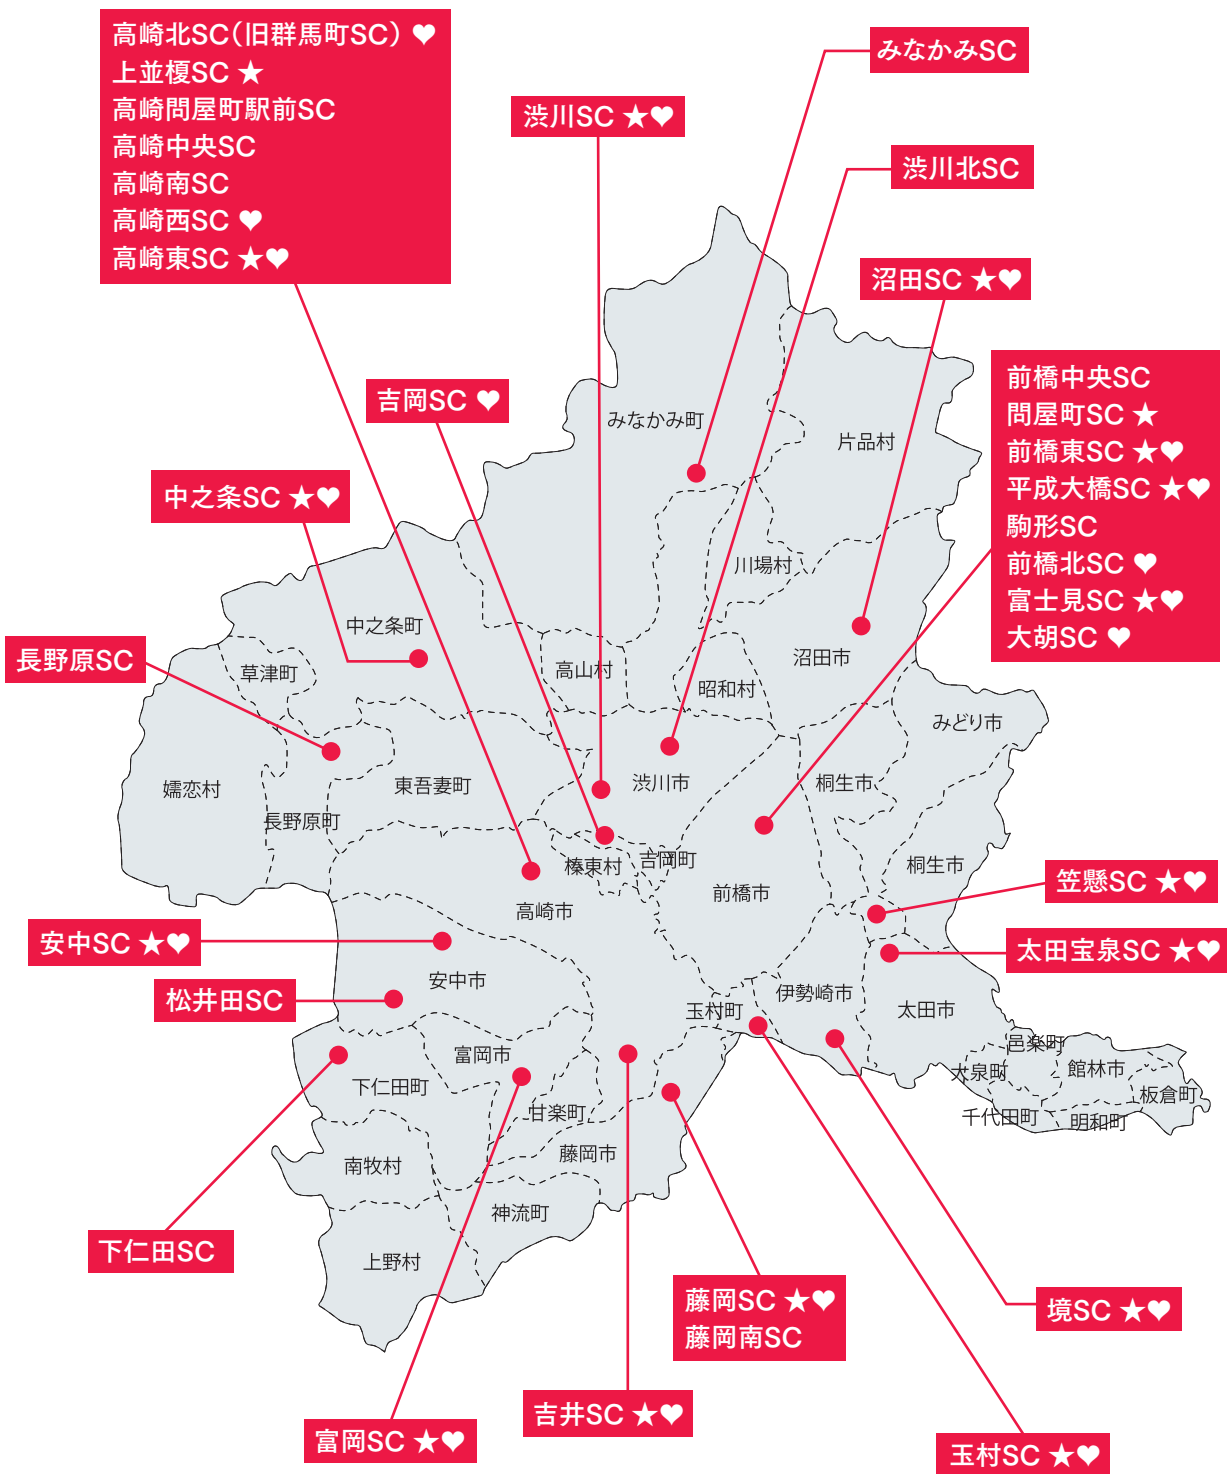 高崎北SC（旧群馬町SC） ♥
上並榎SC ★
高崎問屋町駅前SC
高崎中央SC
高崎南SC
高崎西SC ♥
高崎東SC ★♥
みなかみSC
渋川SC ★♥
渋川北SC
沼田SC ★♥
前橋中央SC
問屋町SC ★
前橋東SC ★♥
平成大橋SC ★♥
駒形SC
前橋北SC ♥
富士見SC ★♥
大胡SC ♥
吉岡SC ♥
中之条SC ★♥
長野原SC
みなかみ町
片品村
川場村
中之条町
草津町
高山村
昭和村
沼田市
みどり市
嬬恋村
長野原町
東吾妻町
渋川市
桐生市
榛東村
吉岡町
前橋市
桐生市
高崎市
笠懸SC ★♥
太田宝泉SC ★♥
安中SC ★♥
松井田SC
安中市
玉村町
伊勢崎市
太田市
富岡市
下仁田町
甘楽町
邑楽町
大泉町
館林市
板倉町
千代田町
明和町
南牧村
藤岡市
神流町
上野村
下仁田SC
藤岡SC ★♥
藤岡南SC
境SC ★♥
吉井SC ★♥
富岡SC ★♥
玉村SC ★♥